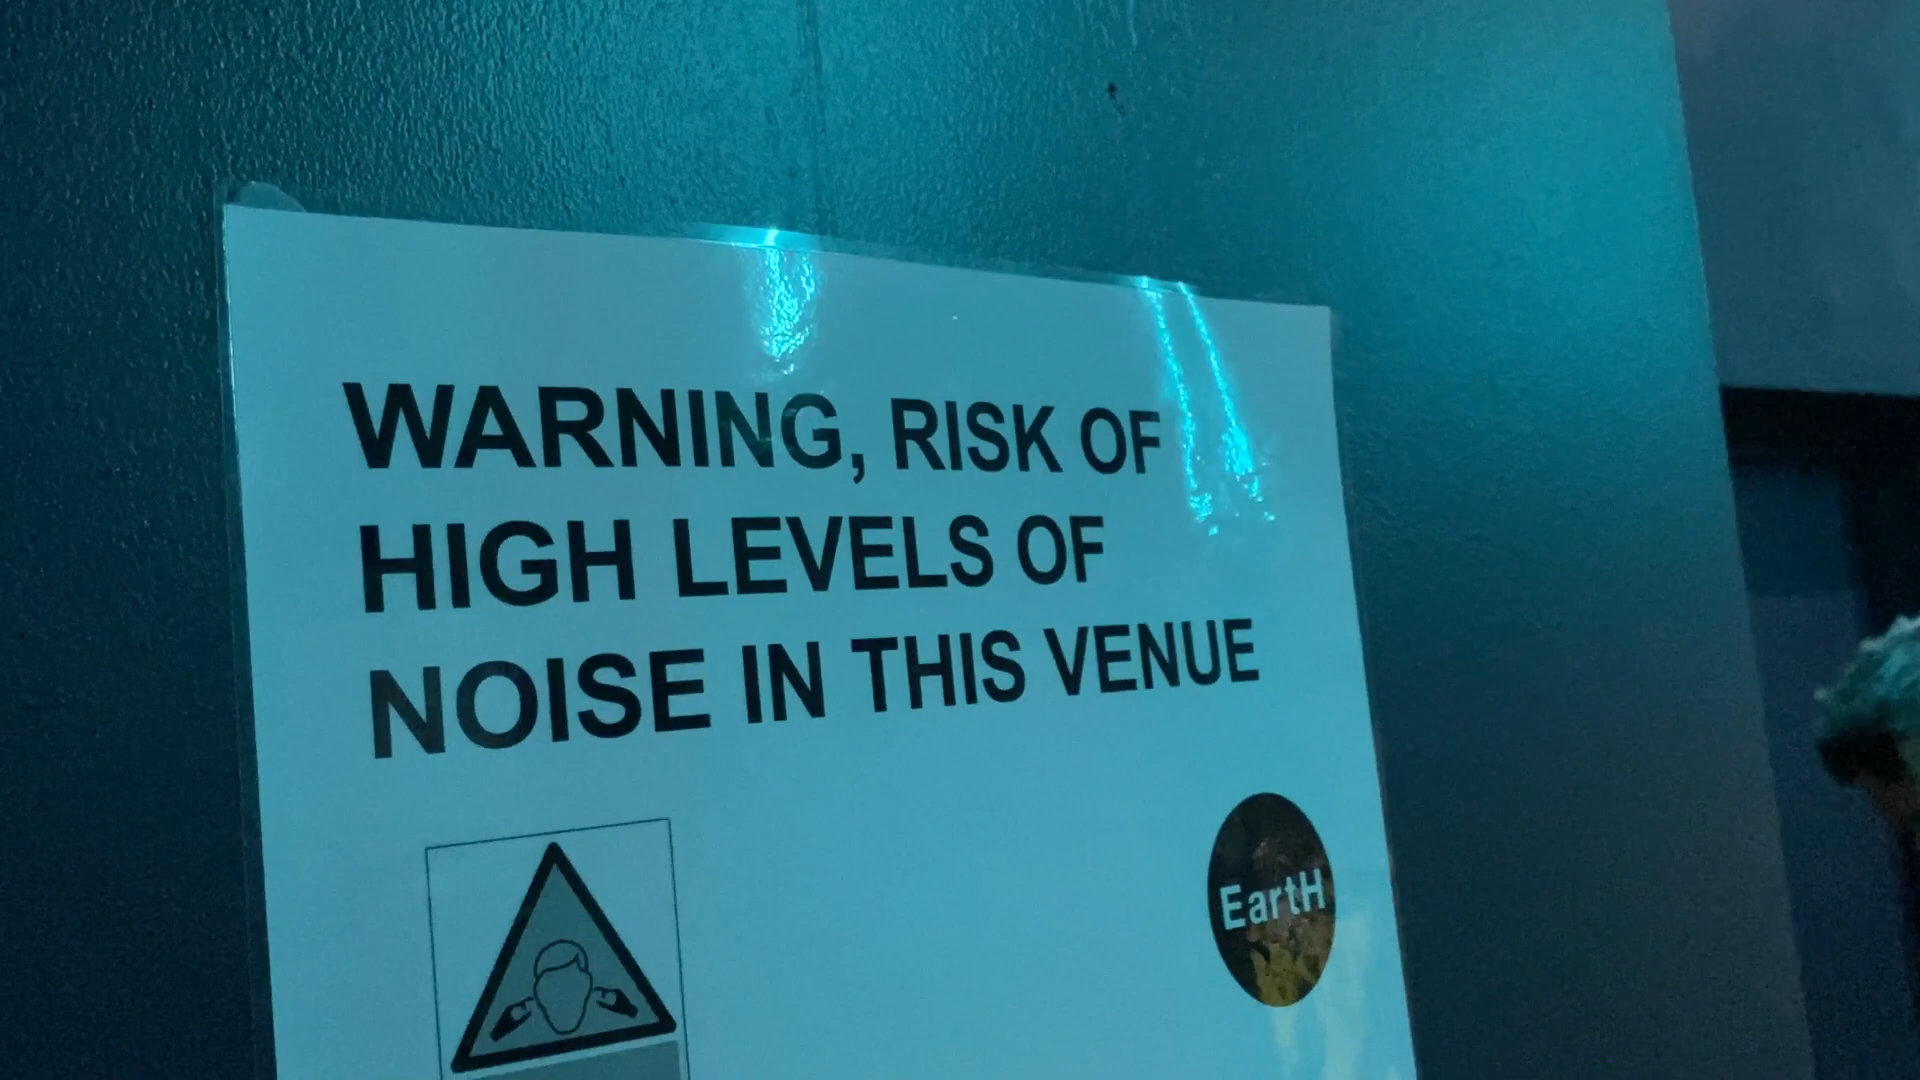 WARNING, RISK OF
HIGH LEVELS OF
NOISE IN THIS VENUE
EartH